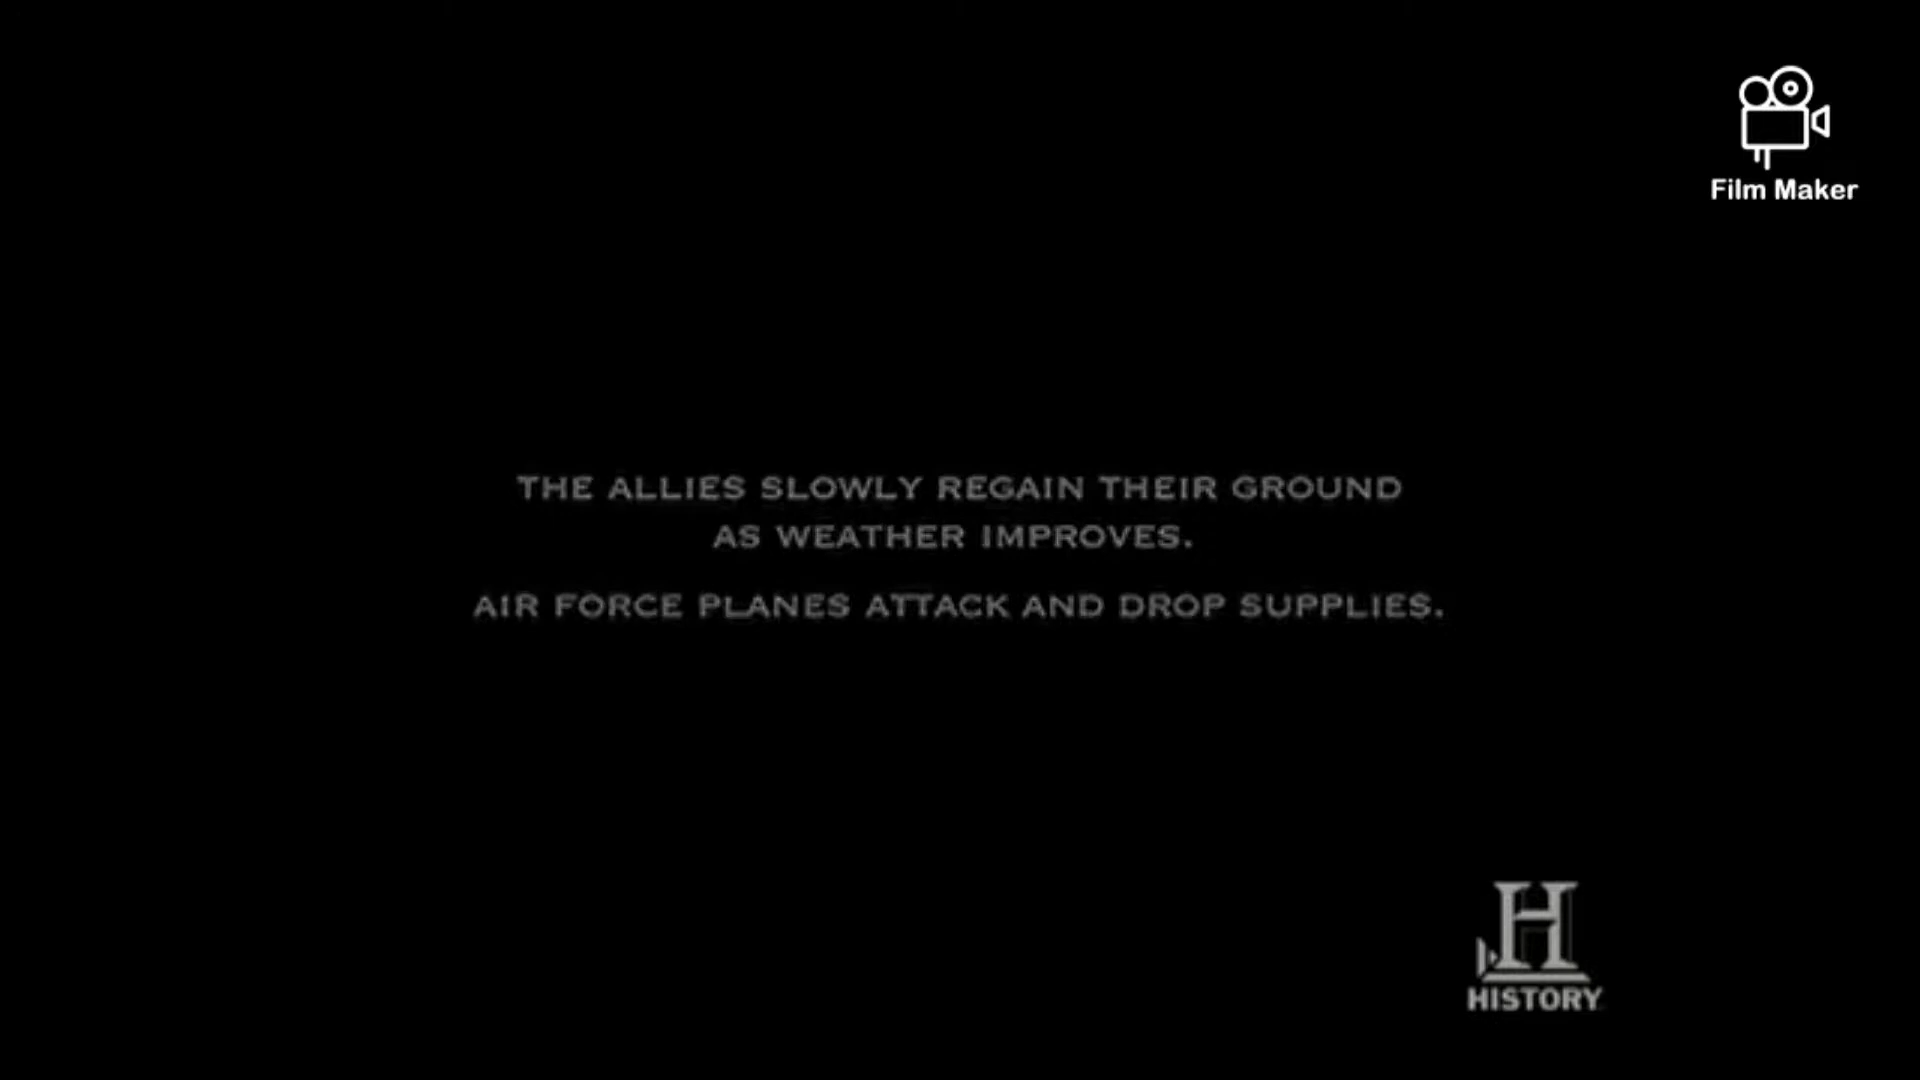 Film Maker
THE ALLIES SLOWLY REGAIN THEIR GROUND
AS WEATHER IMPROVES.
AIR FORCE PLANES ATTACK AND DROP SUPPLIES.
H
HISTORY